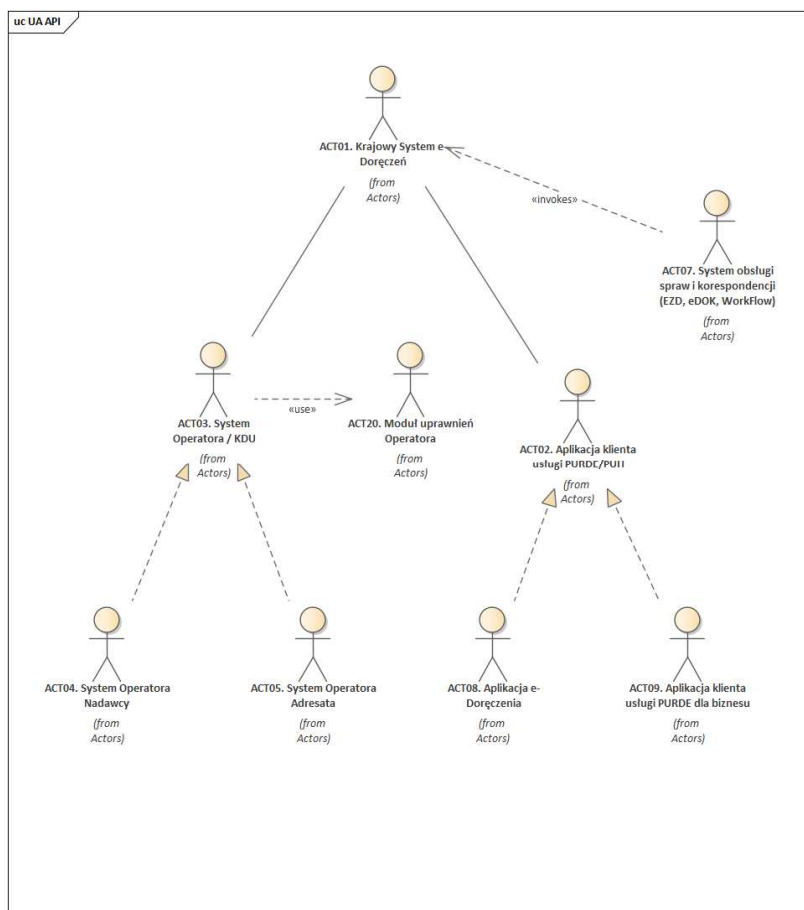 uc UA API
ACT01. Krajowy System e-
Doręczeń
(from
Actors)
«invokes»
ACT07. System obsługi
spraw i korespondencji
(EZD, eDOK, WorkFlow)
(from
Actors)
ACT03. System
Operatora / KDU
(from
Actors)
«use»
ACT20. Moduł uprawnień
Operatora
(from
Actors)
ACT02. Aplikacja klienta
usługi PURDE/PUH
(from
Actors)
ACT04. System Operatora
Nadawcy
(from
Actors)
ACT05. System Operatora
Adresata
(from
Actors)
ACT08. Aplikacja e-
Doręczenia
(from
Actors)
ACT09. Aplikacja klienta
usługi PURDE dla biznesu
(from
Actors)